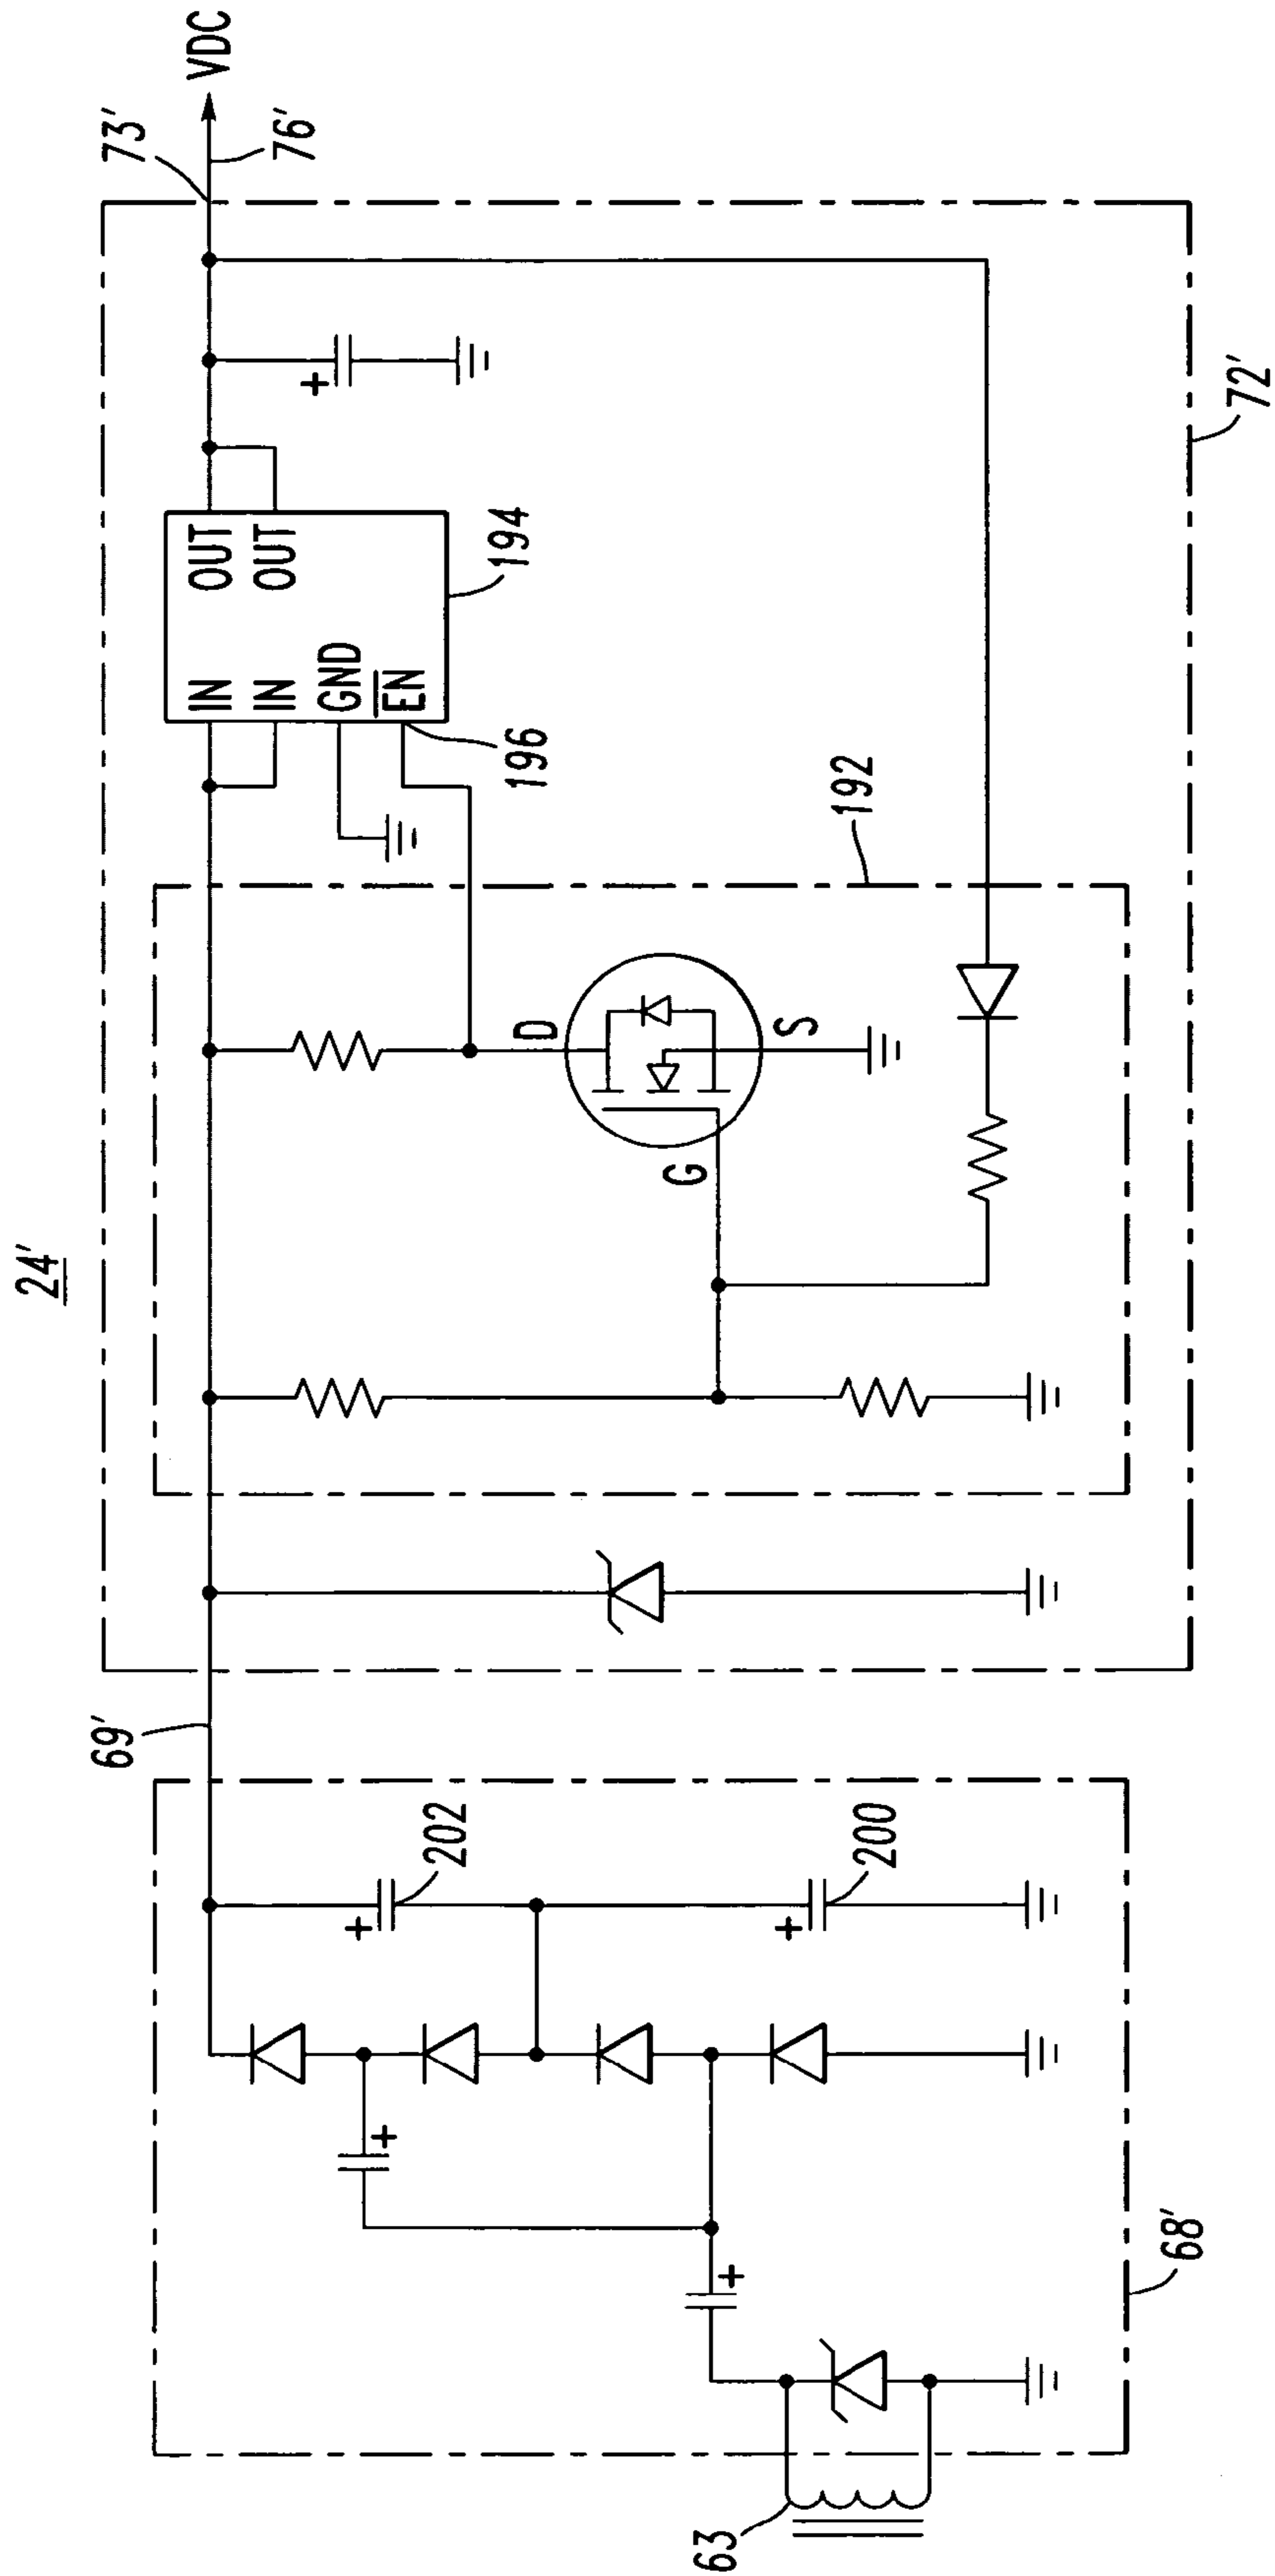 24'
73'
VDC
76'
IN
OUT
IN
OUT
GND
EN
194
196
69'
192
D
G
S
72'
+
+
202
+
200
+
+
63
68'